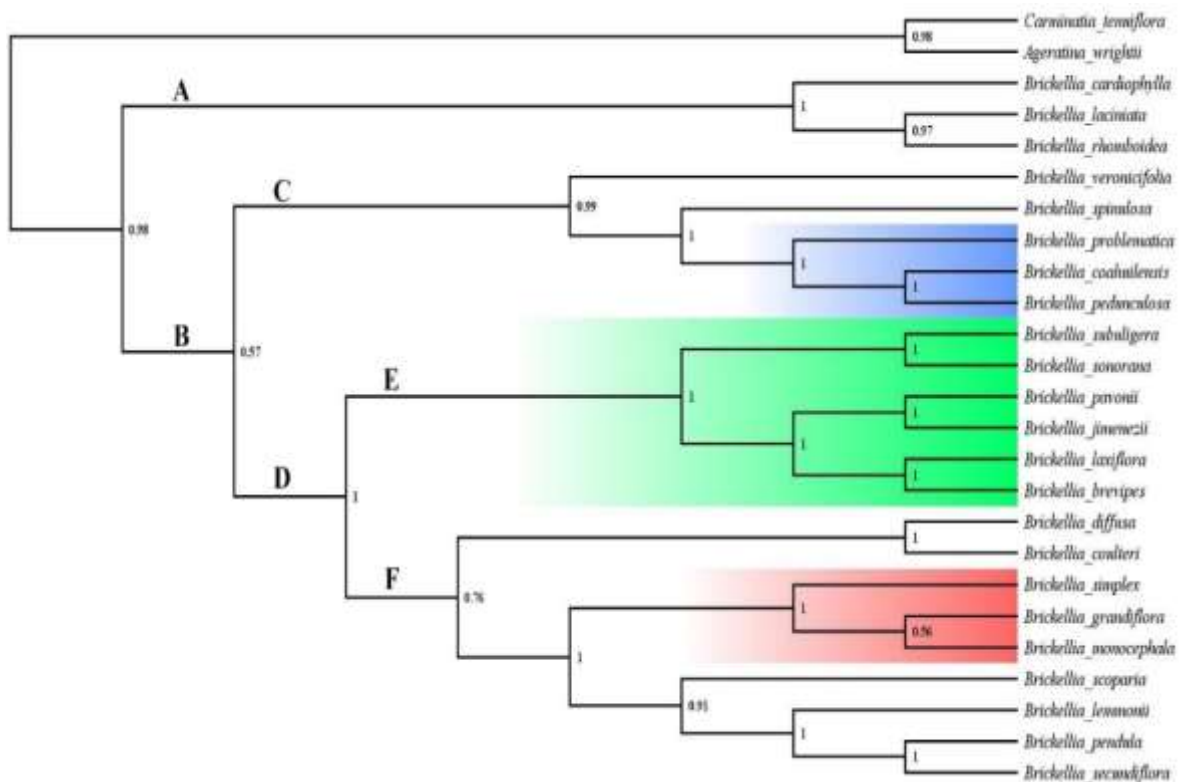 Carminatia_tenuiflora
0.98
Ageratina_wrightii
A
Brickellia_cardiophylla
1
Brickellia_laciniata
0.97
Brickellia_rhomboidea
C
Brickellia_veronicifolia
0.99
Brickellia_spinulosa
0.98
1
Brickellia_problematica
1
Brickellia_coahuilensis
1
Brickellia_pedunculosa
B
Brickellia_subuligera
0.57
1
Brickellia_sonorana
E
1
Brickellia_pavonii
1
Brickellia_jimenezii
1
Brickellia_laxiflora
D
1
Brickellia_brevipes
1
Brickellia_diffusa
1
Brickellia_coulteri
F
Brickellia_simplex
0.76
1
Brickellia_grandiflora
0.56
Brickellia_monocephala
1
Brickellia_scoparia
0.95
Brickellia_lemmonii
1
Brickellia_pendula
1
Brickellia_secundiflora